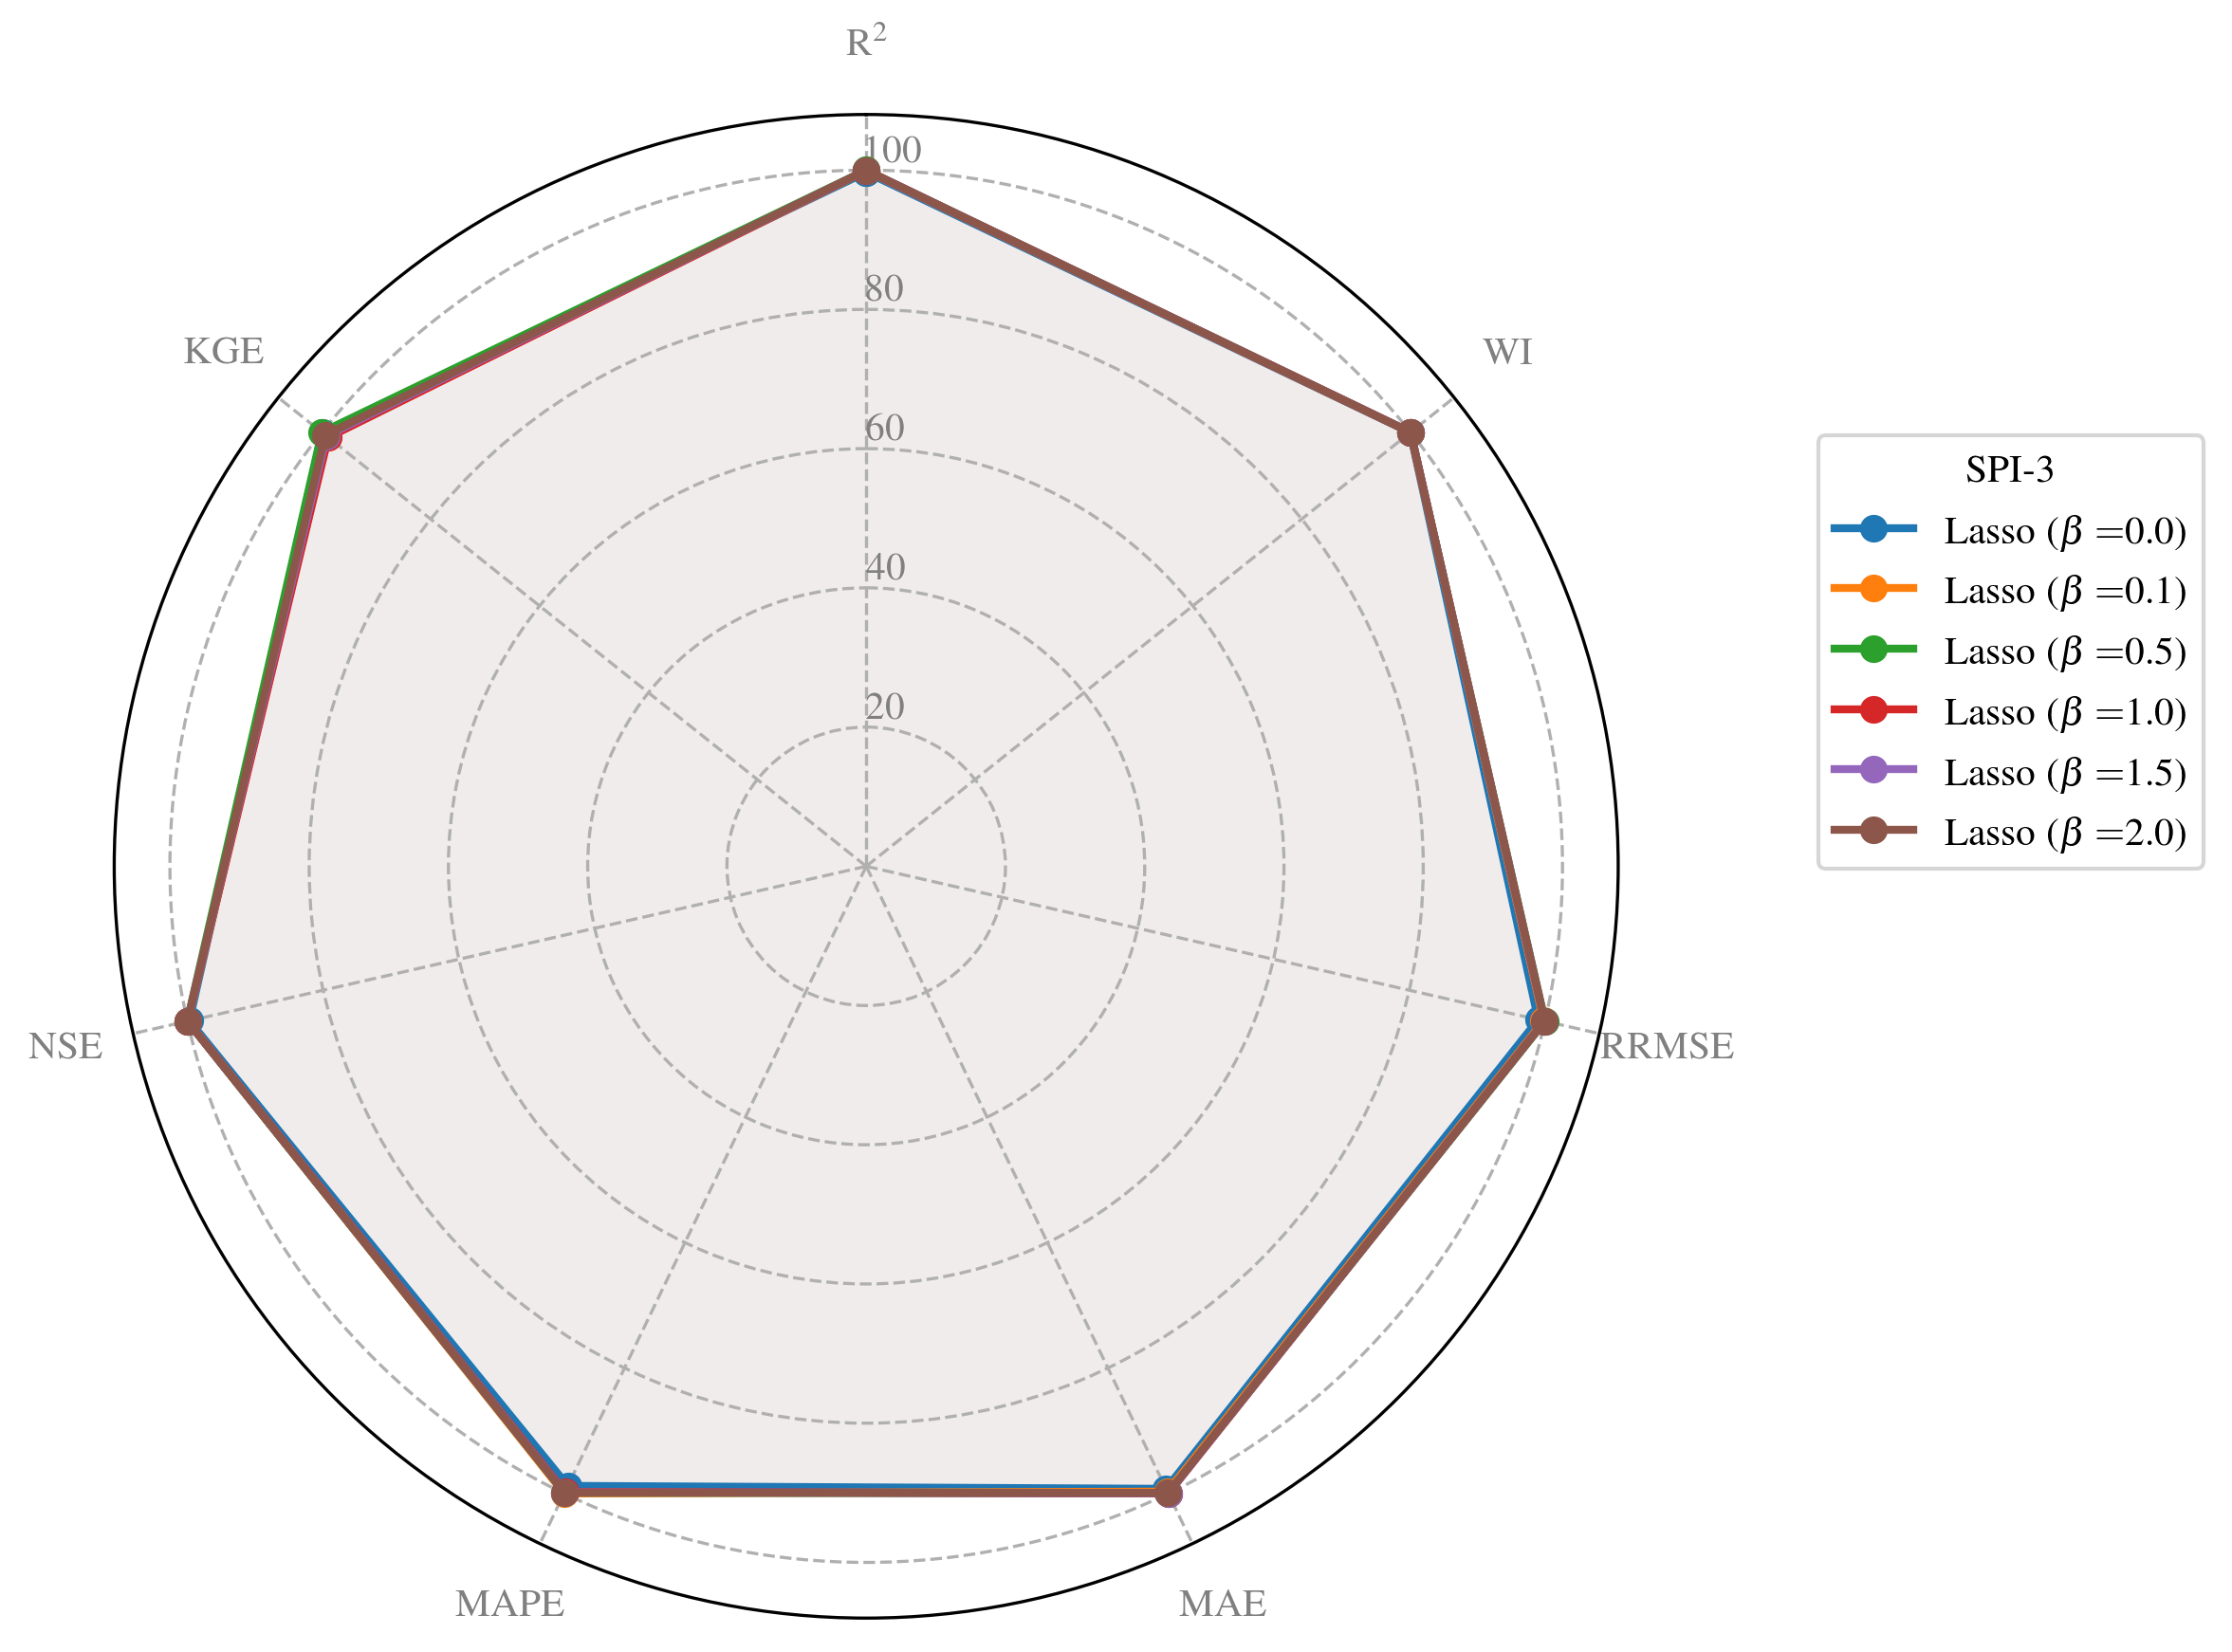 R²
100
80
60
40
20
KGE
WI
NSE
RRMSE
MAPE
MAE
SPI-3
Lasso (β =0.0)
Lasso (β =0.1)
Lasso (β =0.5)
Lasso (β =1.0)
Lasso (β =1.5)
Lasso (β =2.0)